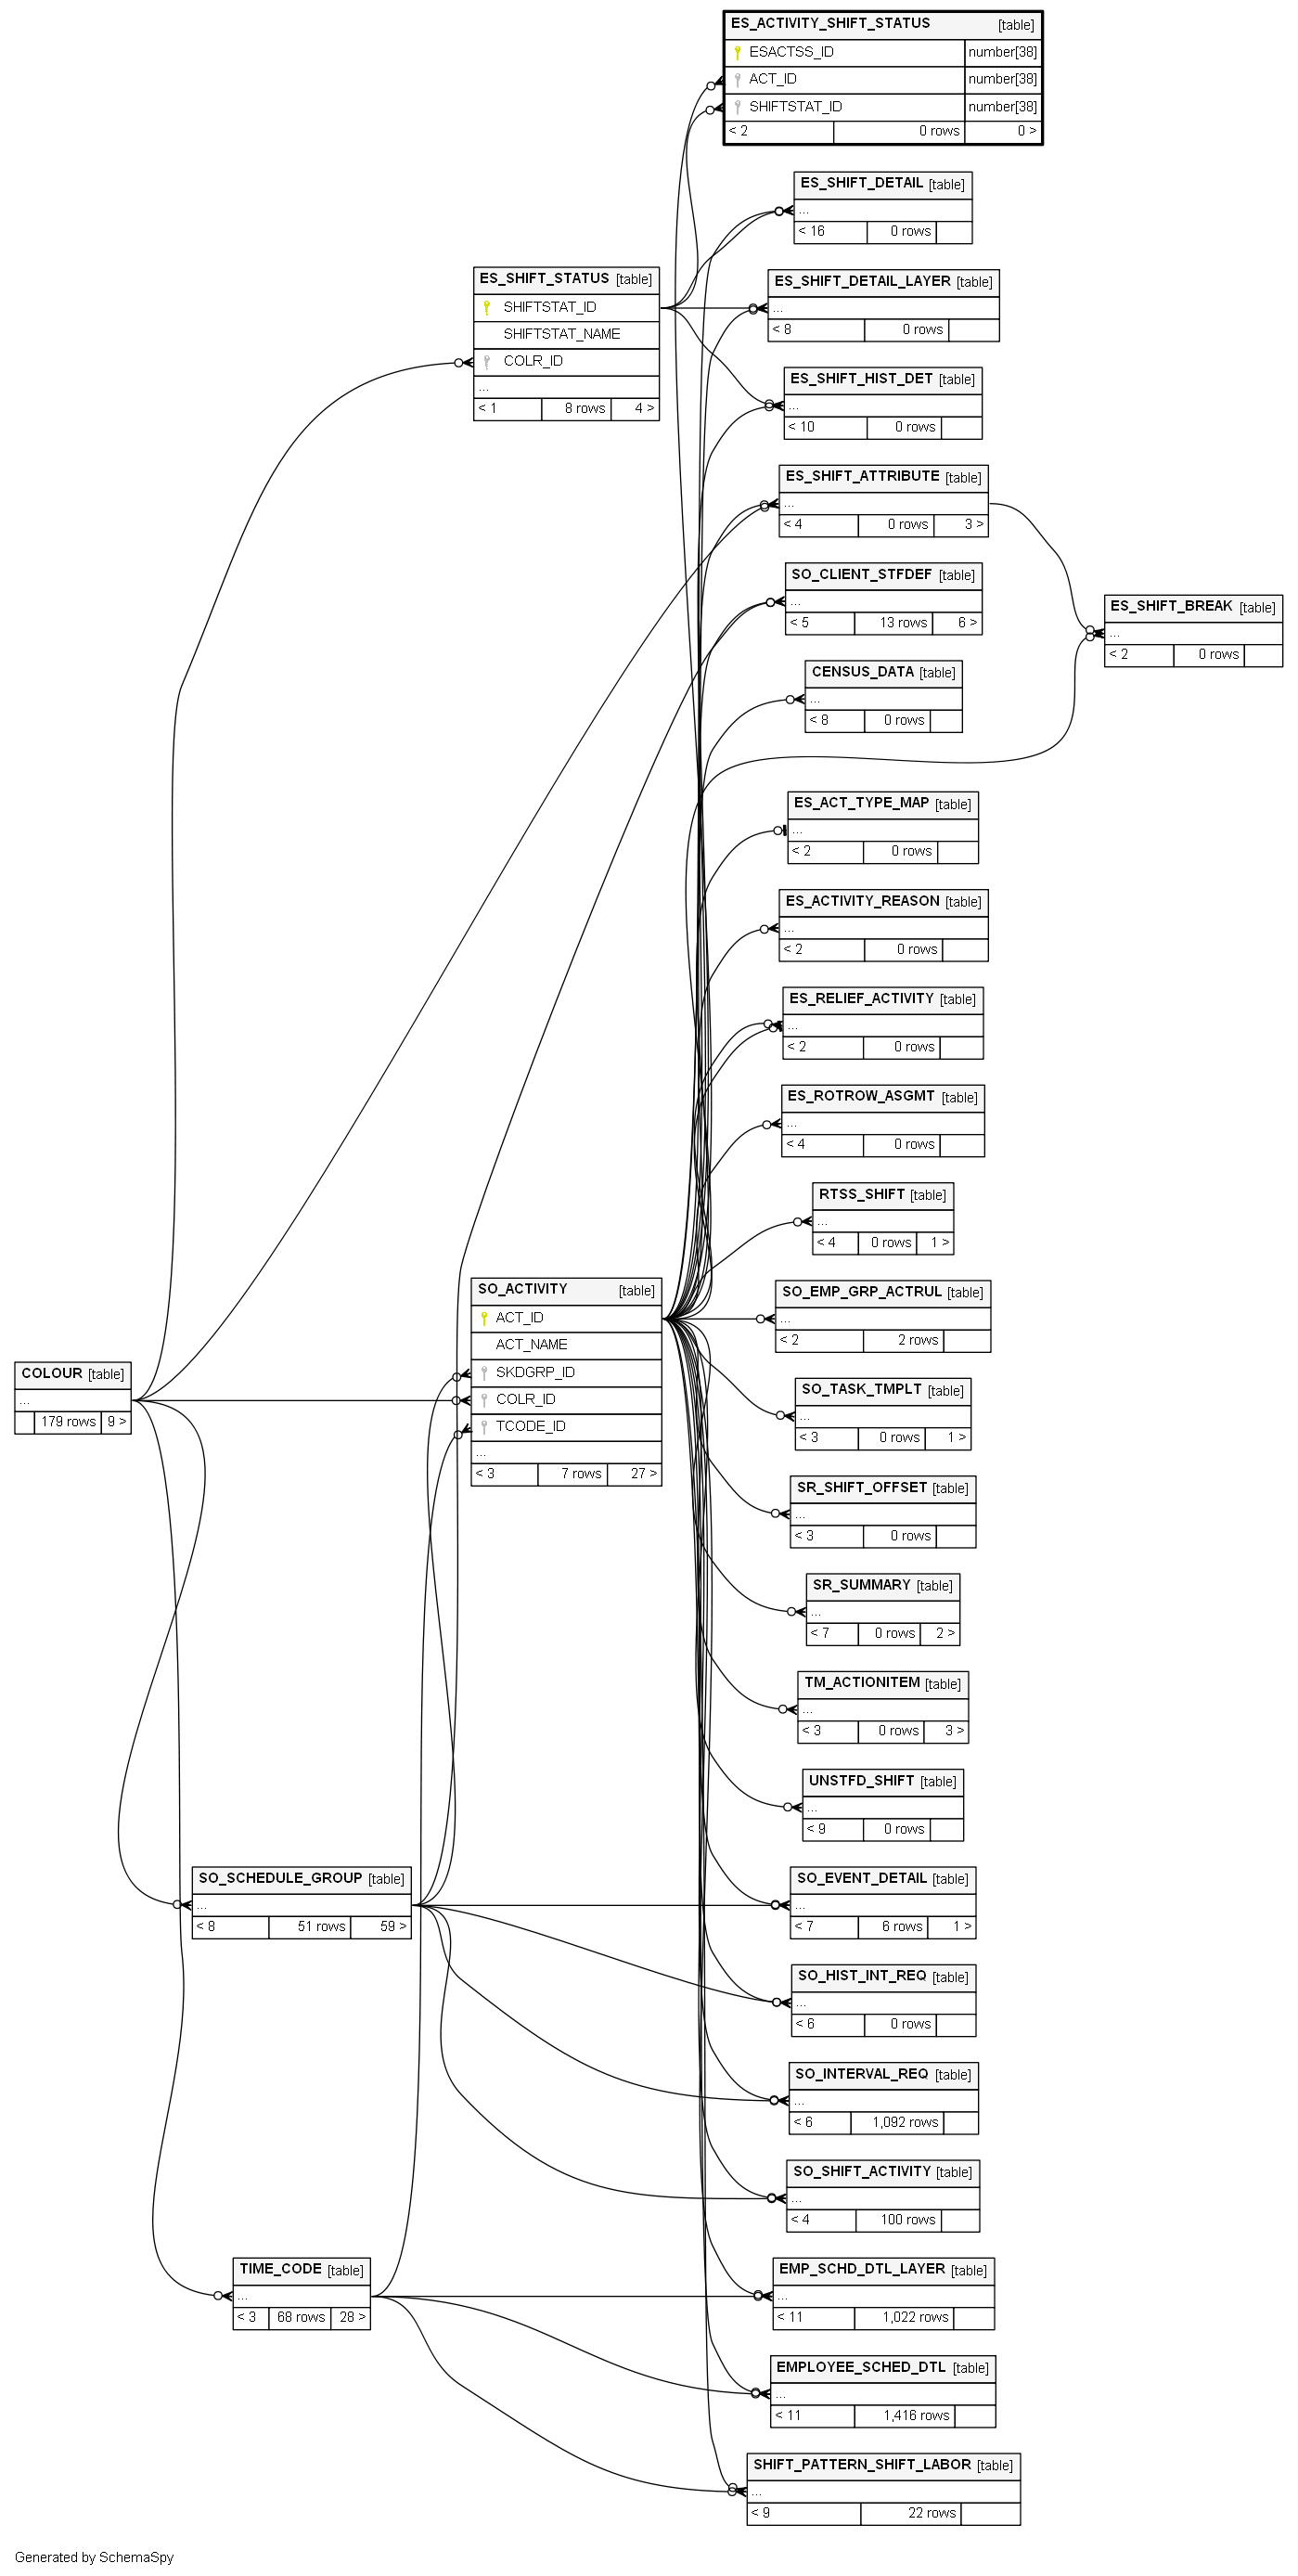 ES_ACTIVITY_SHIFT_STATUS [table]
ESACTSS_ID number[38]
ACT_ID number[38]
SHIFTSTAT_ID number[38]
< 2 0 rows 0 >
ES_SHIFT_DETAIL [table]
...
< 16 0 rows
ES_SHIFT_STATUS [table]
SHIFTSTAT_ID
SHIFTSTAT_NAME
COLR_ID
...
< 1 8 rows 4 >
ES_SHIFT_DETAIL_LAYER [table]
...
< 8 0 rows
ES_SHIFT_HIST_DET [table]
...
< 10 0 rows
ES_SHIFT_ATTRIBUTE [table]
...
< 4 0 rows 3 >
SO_CLIENT_STFDEF [table]
...
< 5 13 rows 6 >
ES_SHIFT_BREAK [table]
...
< 2 0 rows
CENSUS_DATA [table]
...
< 8 0 rows
ES_ACT_TYPE_MAP [table]
...
< 2 0 rows
ES_ACTIVITY_REASON [table]
...
< 2 0 rows
ES_RELIEF_ACTIVITY [table]
...
< 2 0 rows
ES_ROTROW_ASGMT [table]
...
< 4 0 rows
RTSS_SHIFT [table]
...
< 4 0 rows 1 >
SO_ACTIVITY [table]
ACT_ID
ACT_NAME
SKDGRP_ID
COLR_ID
TCODE_ID
...
< 3 7 rows 27 >
SO_EMP_GRP_ACTRUL [table]
...
< 2 2 rows
COLOUR [table]
...
179 rows 9 >
SO_TASK_TMPLT [table]
...
< 3 0 rows 1 >
SR_SHIFT_OFFSET [table]
...
< 3 0 rows
SR_SUMMARY [table]
...
< 7 0 rows 2 >
TM_ACTIONITEM [table]
...
< 3 0 rows 3 >
UNSTFD_SHIFT [table]
...
< 9 0 rows
SO_SCHEDULE_GROUP [table]
...
< 8 51 rows 59 >
SO_EVENT_DETAIL [table]
...
< 7 6 rows 1 >
SO_HIST_INT_REQ [table]
...
< 6 0 rows
SO_INTERVAL_REQ [table]
...
< 6 1,092 rows
SO_SHIFT_ACTIVITY [table]
...
< 4 100 rows
TIME_CODE [table]
...
< 3 68 rows 28 >
EMP_SCHD_DTL_LAYER [table]
...
< 11 1,022 rows
EMPLOYEE_SCHED_DTL [table]
...
< 11 1,416 rows
SHIFT_PATTERN_SHIFT_LABOR [table]
...
< 9 22 rows
Generated by SchemaSpy